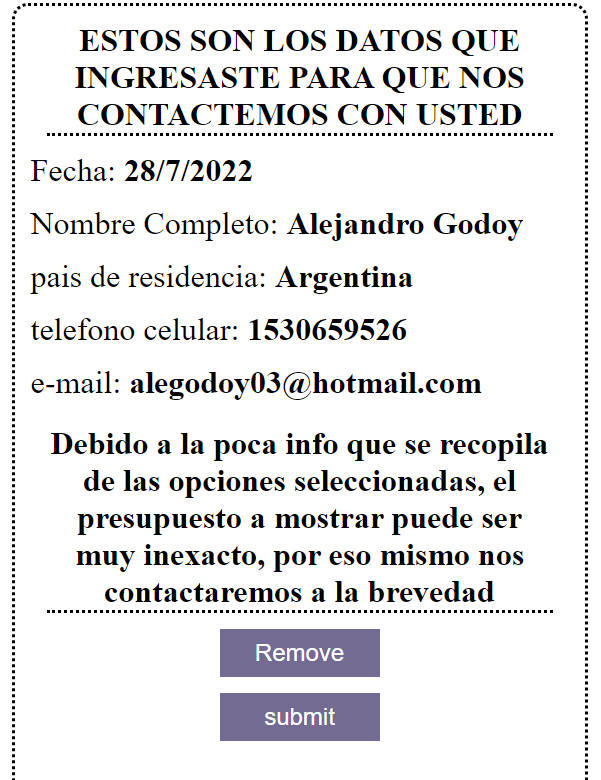 ESTOS SON LOS DATOS QUE
INGRESASTE PARA QUE NOS
CONTACTEMOS CON USTED
Fecha: 28/7/2022
Nombre Completo: Alejandro Godoy
pais de residencia: Argentina
telefono celular: 1530659526
e-mail: alegodoy03@hotmail.com
Debido a la poca info que se recopila
de las opciones seleccionadas, el
presupuesto a mostrar puede ser
muy inexacto, por eso mismo nos
contactaremos a la brevedad
Remove
submit